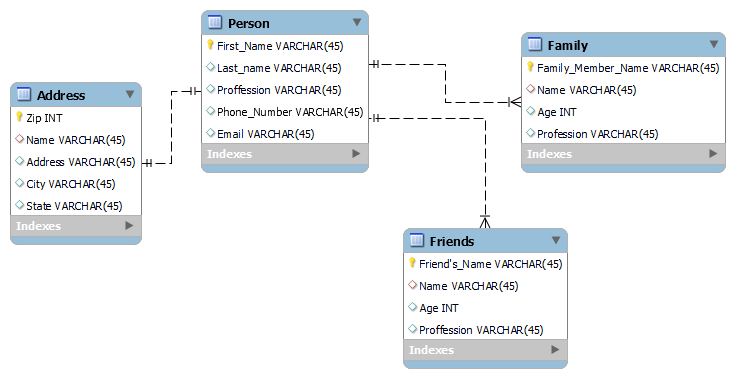 Person
First_Name VARCHAR(45)
Last_name VARCHAR(45)
Proffession VARCHAR(45)
Phone_Number VARCHAR(45)
Email VARCHAR(45)
Indexes
Family
Family_Member_Name VARCHAR(45)
Name VARCHAR(45)
Age INT
Profession VARCHAR(45)
Indexes
Address
Zip INT
Name VARCHAR(45)
Address VARCHAR(45)
City VARCHAR(45)
State VARCHAR(45)
Indexes
Friends
Friend's_Name VARCHAR(45)
Name VARCHAR(45)
Age INT
Proffession VARCHAR(45)
Indexes